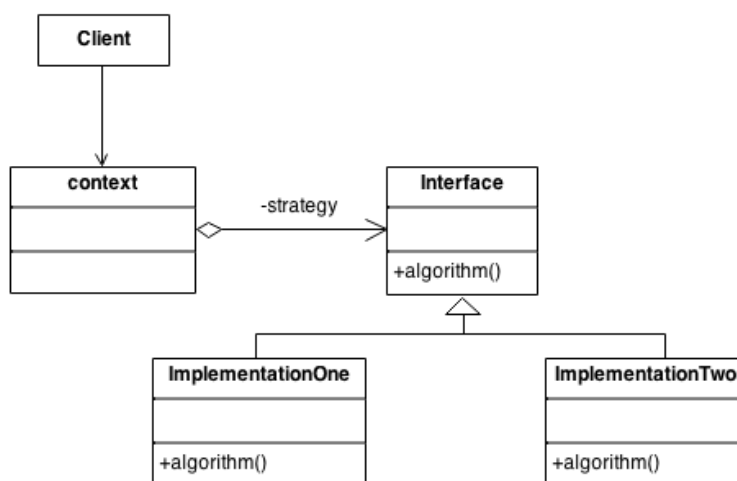 Client
context
-strategy
Interface
+algorithm()
ImplementationOne
+algorithm()
ImplementationTwo
+algorithm()